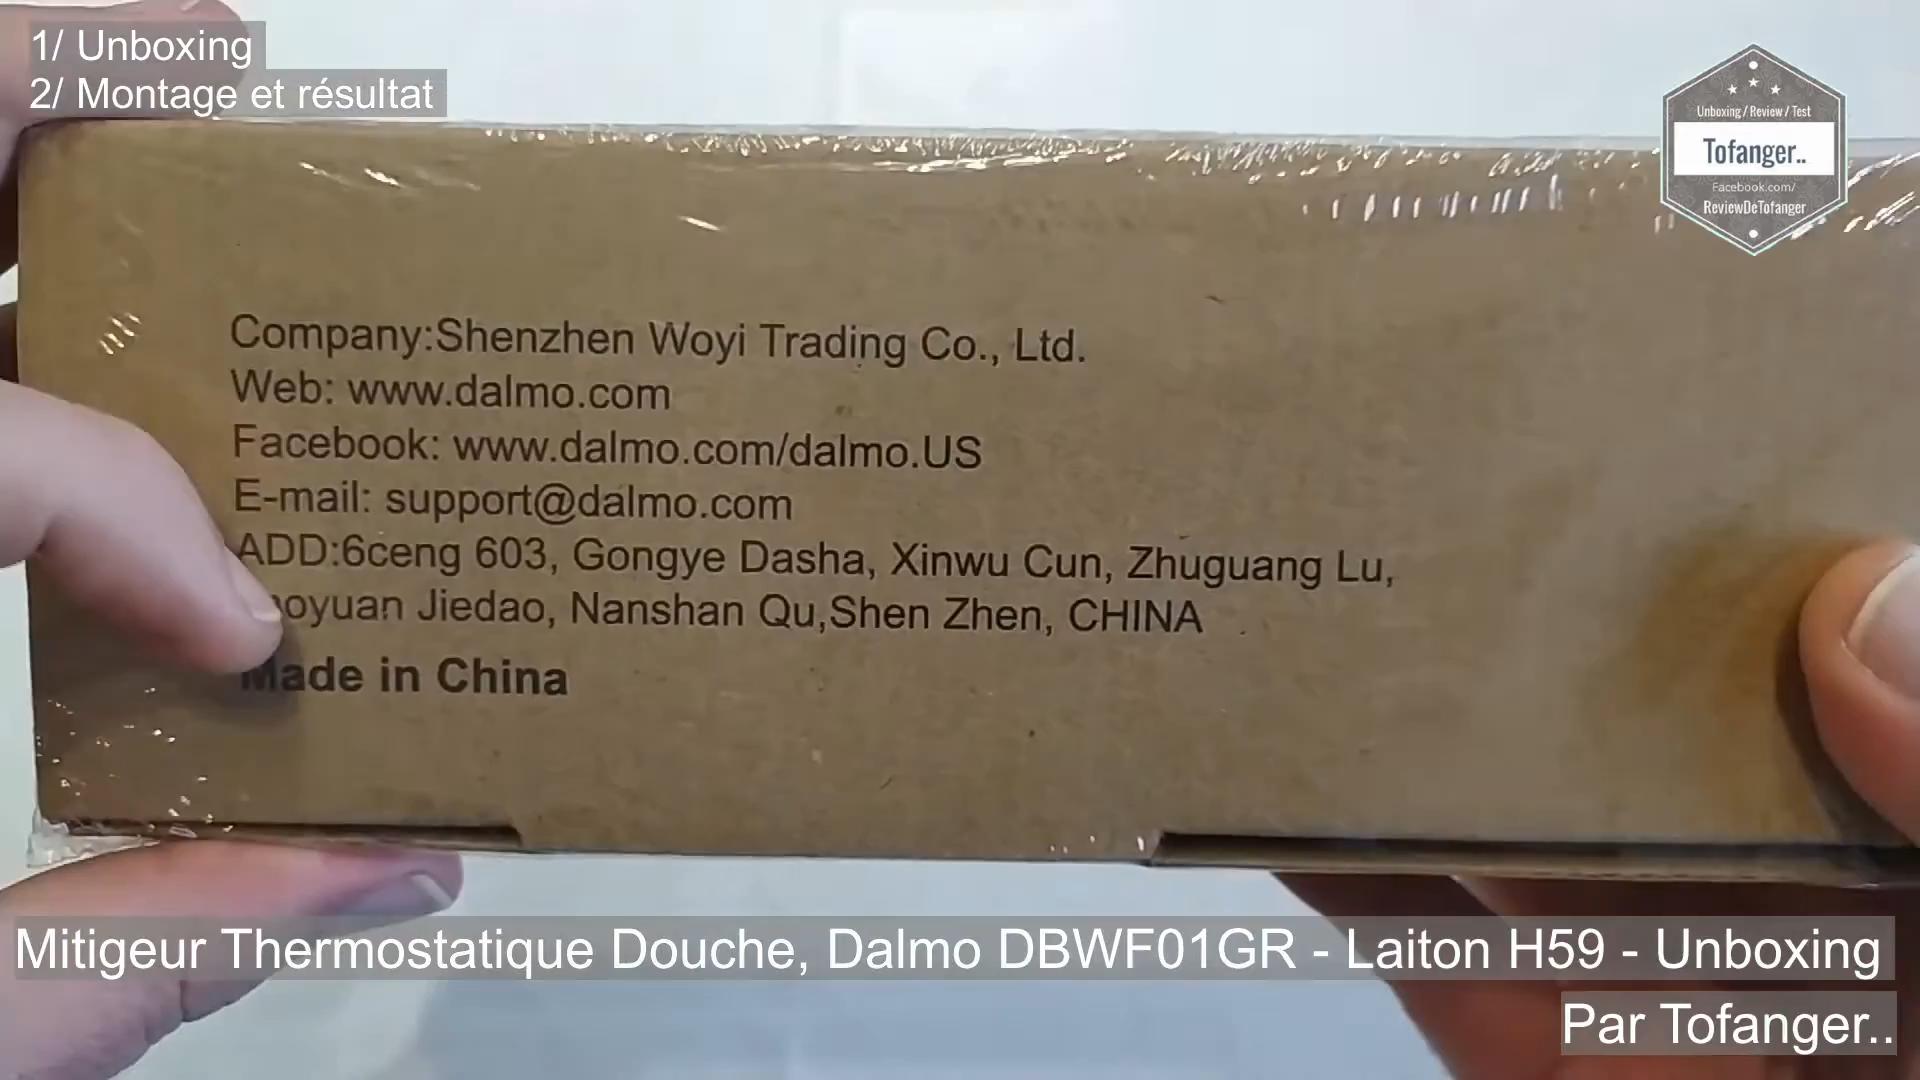 1/ Unboxing
2/ Montage et résultat
Unboxing / Review / Test
Tofanger..
Facebook.com/
ReviewDeTofanger
Company:Shenzhen Woyi Trading Co., Ltd.
Web: www.dalmo.com
Facebook: www.dalmo.com/dalmo.US
E-mail: support@dalmo.com
ADD:6ceng 603, Gongye Dasha, Xinwu Cun, Zhuguang Lu,
Jiedao, Nanshan Qu,Shen Zhen, CHINA
Made in China
Mitigeur Thermostatique Douche, Dalmo DBWF01GR - Laiton H59 - Unboxing
Par Tofanger..